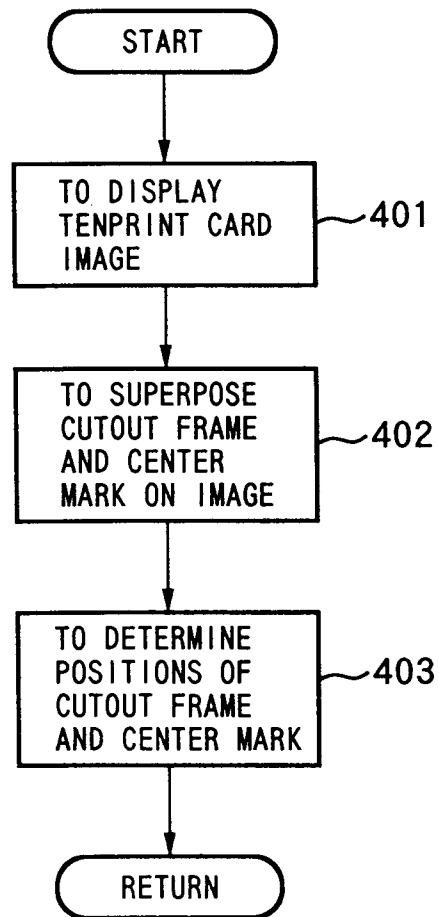 START
TO DISPLAY
TENPRINT CARD
IMAGE
401
TO SUPERPOSE
CUTOUT FRAME
AND CENTER
MARK ON IMAGE
402
TO DETERMINE
POSITIONS OF
CUTOUT FRAME
AND CENTER MARK
403
RETURN